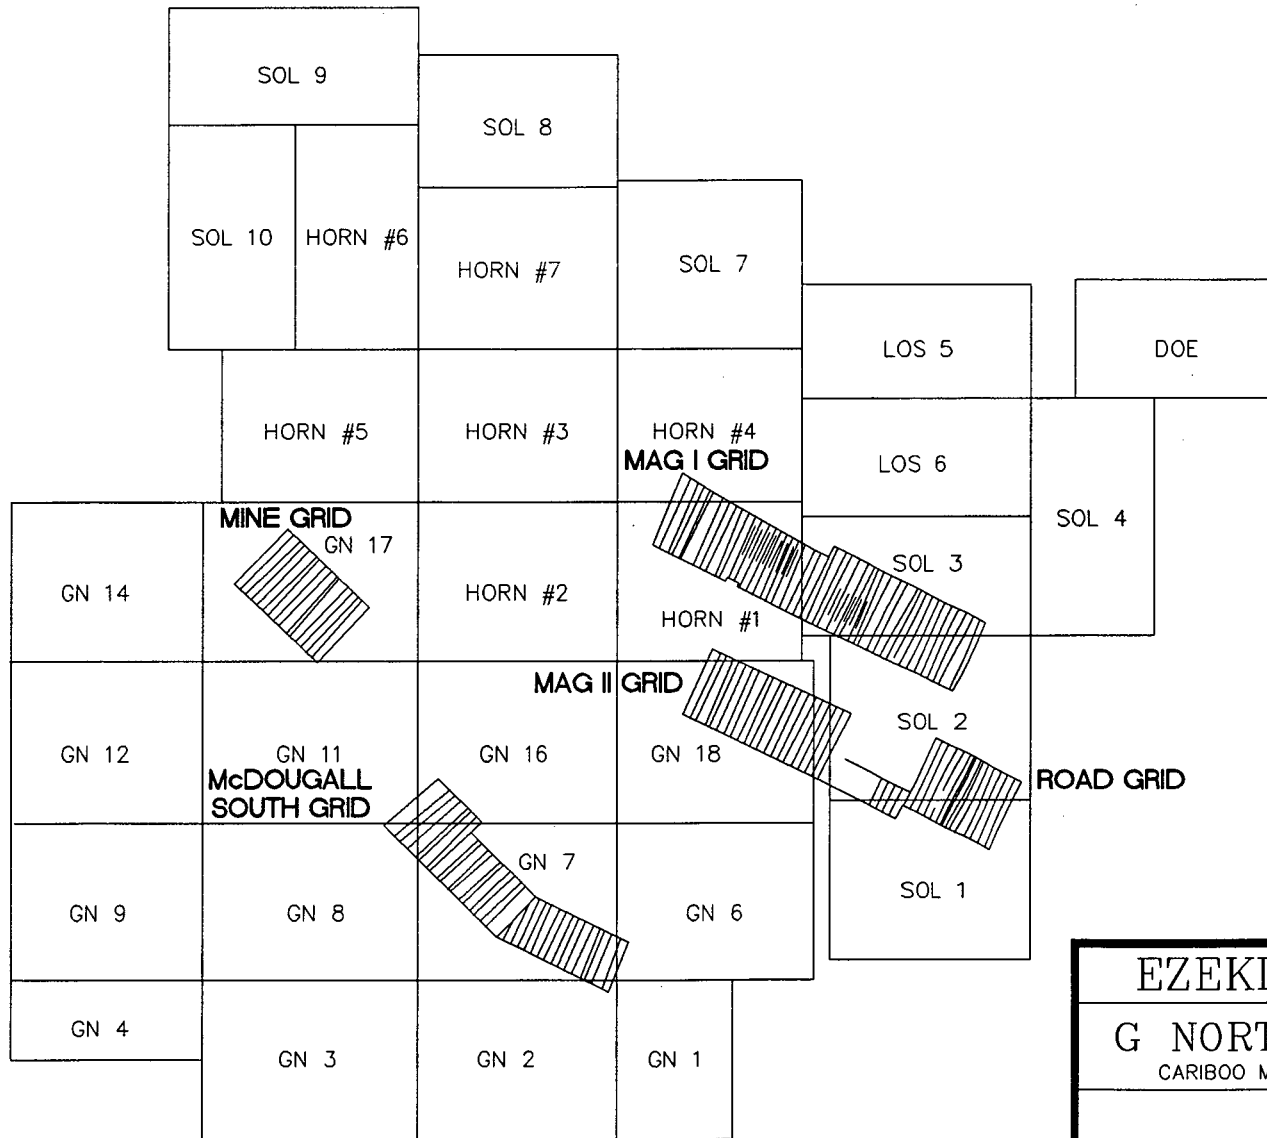 SOL 9
SOL 8
SOL 10
HORN #6
HORN #7
SOL 7
LOS 5
DOE
HORN #5
HORN #3
HORN #4
MAG I GRID
LOS 6
SOL 4
MINE GRID
GN 17
SOL 3
GN 14
HORN #2
HORN #1
MAG II GRID
SOL 2
GN 12
GN 11
GN 16
GN 18
McDOUGALL
SOUTH GRID
ROAD GRID
GN 7
SOL 1
GN 9
GN 8
GN 6
GN 4
GN 3
GN 2
GN 1
EZEKI
G NORT
CARIBOO M